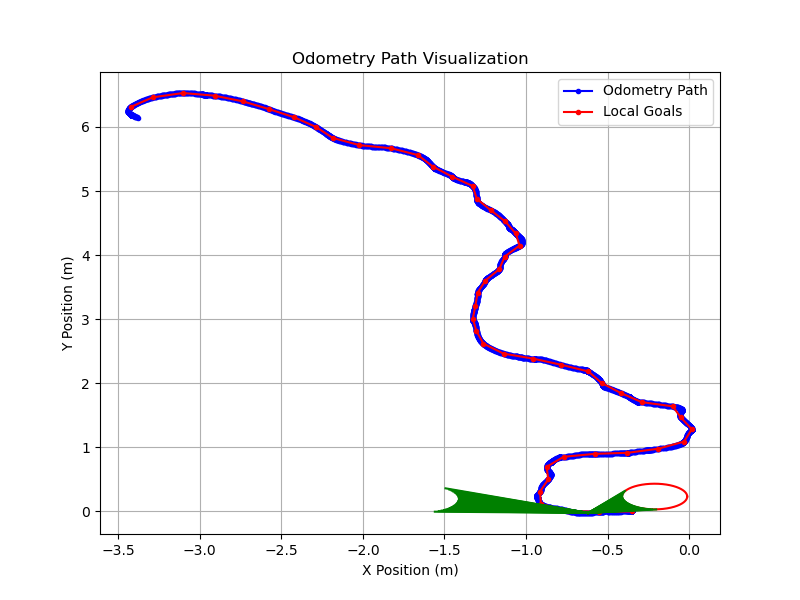 Odometry Path Visualization
Odometry Path
Local Goals
Y Position (m)
6
5
4
3
2
1
0
−3.5 −3.0 −2.5 −2.0 −1.5 −1.0 −0.5 0.0
X Position (m)